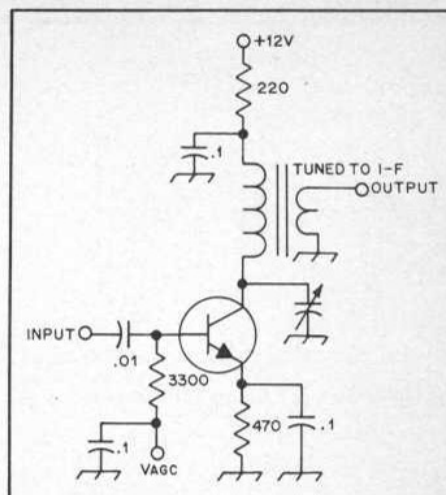 +12V
220
.1
TUNED TO I-F
OUTPUT
INPUT
.01
3300
.1
VAGC
470
.1